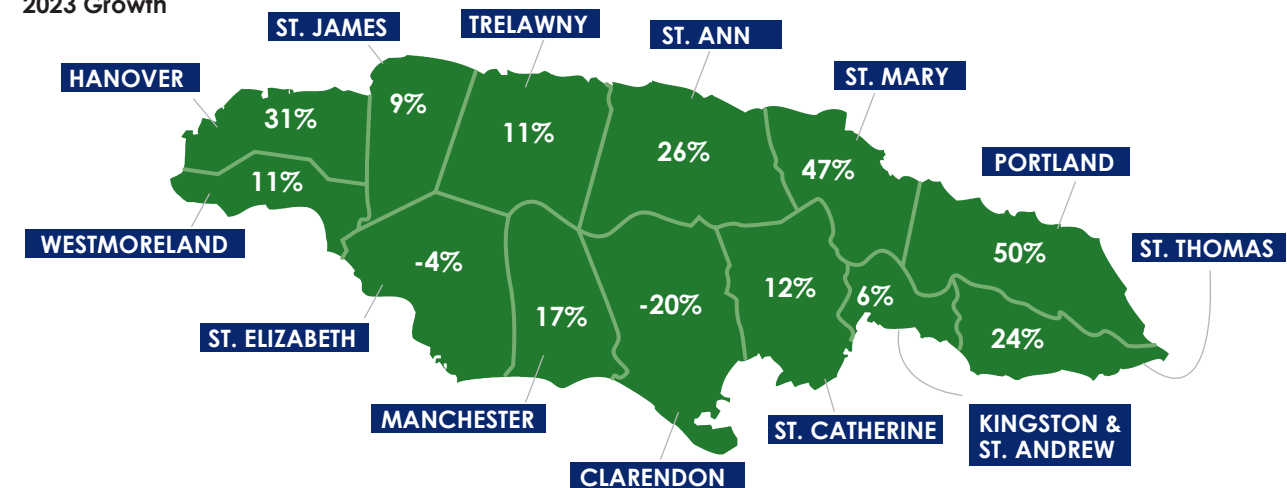 2023 Growth
ST. JAMES
TRELAWNY
ST. ANN
HANOVER
ST. MARY
9%
31%
11%
26%
47%
PORTLAND
11%
WESTMORELAND
ST. THOMAS
50%
-4%
12%
6%
-20%
17%
ST. ELIZABETH
24%
MANCHESTER
ST. CATHERINE
KINGSTON &
ST. ANDREW
CLARENDON